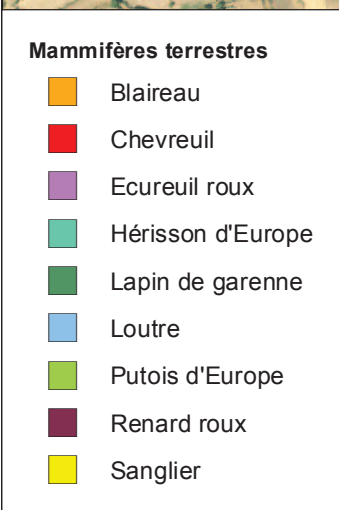 Mammifères terrestres
Blaireau
Chevreuil
Ecureuil roux
Hérisson d'Europe
Lapin de garenne
Loutre
Putois d'Europe
Renard roux
Sanglier